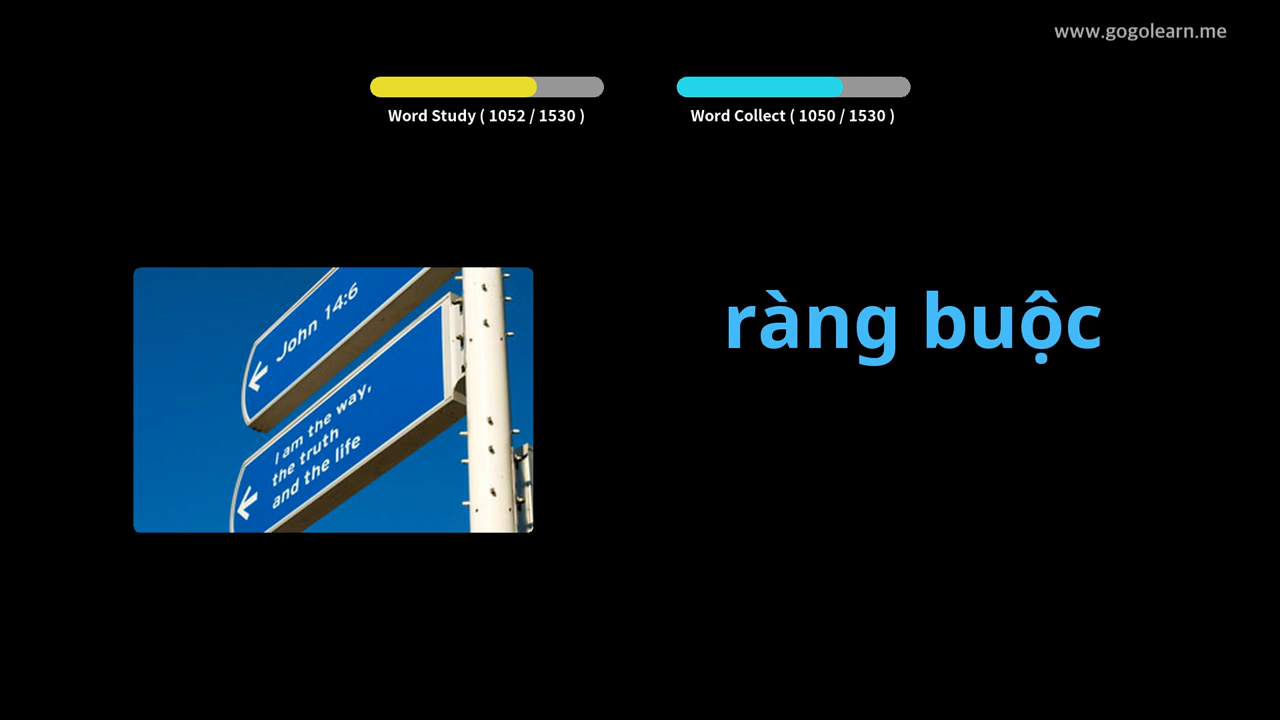 www.gogolearn.me
Word Study ( 1052 / 1530 )
Word Collect ( 1050 / 1530 )
John 14:6
I am the way,
the truth
and the life
ràng buộc